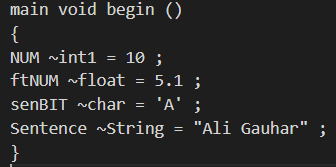 main void begin ()
{
NUM ~int1 = 10 ;
ftNUM ~float = 5.1 ;
senBIT ~char = 'A' ;
Sentence ~String = "Ali Gauhar" ;
}